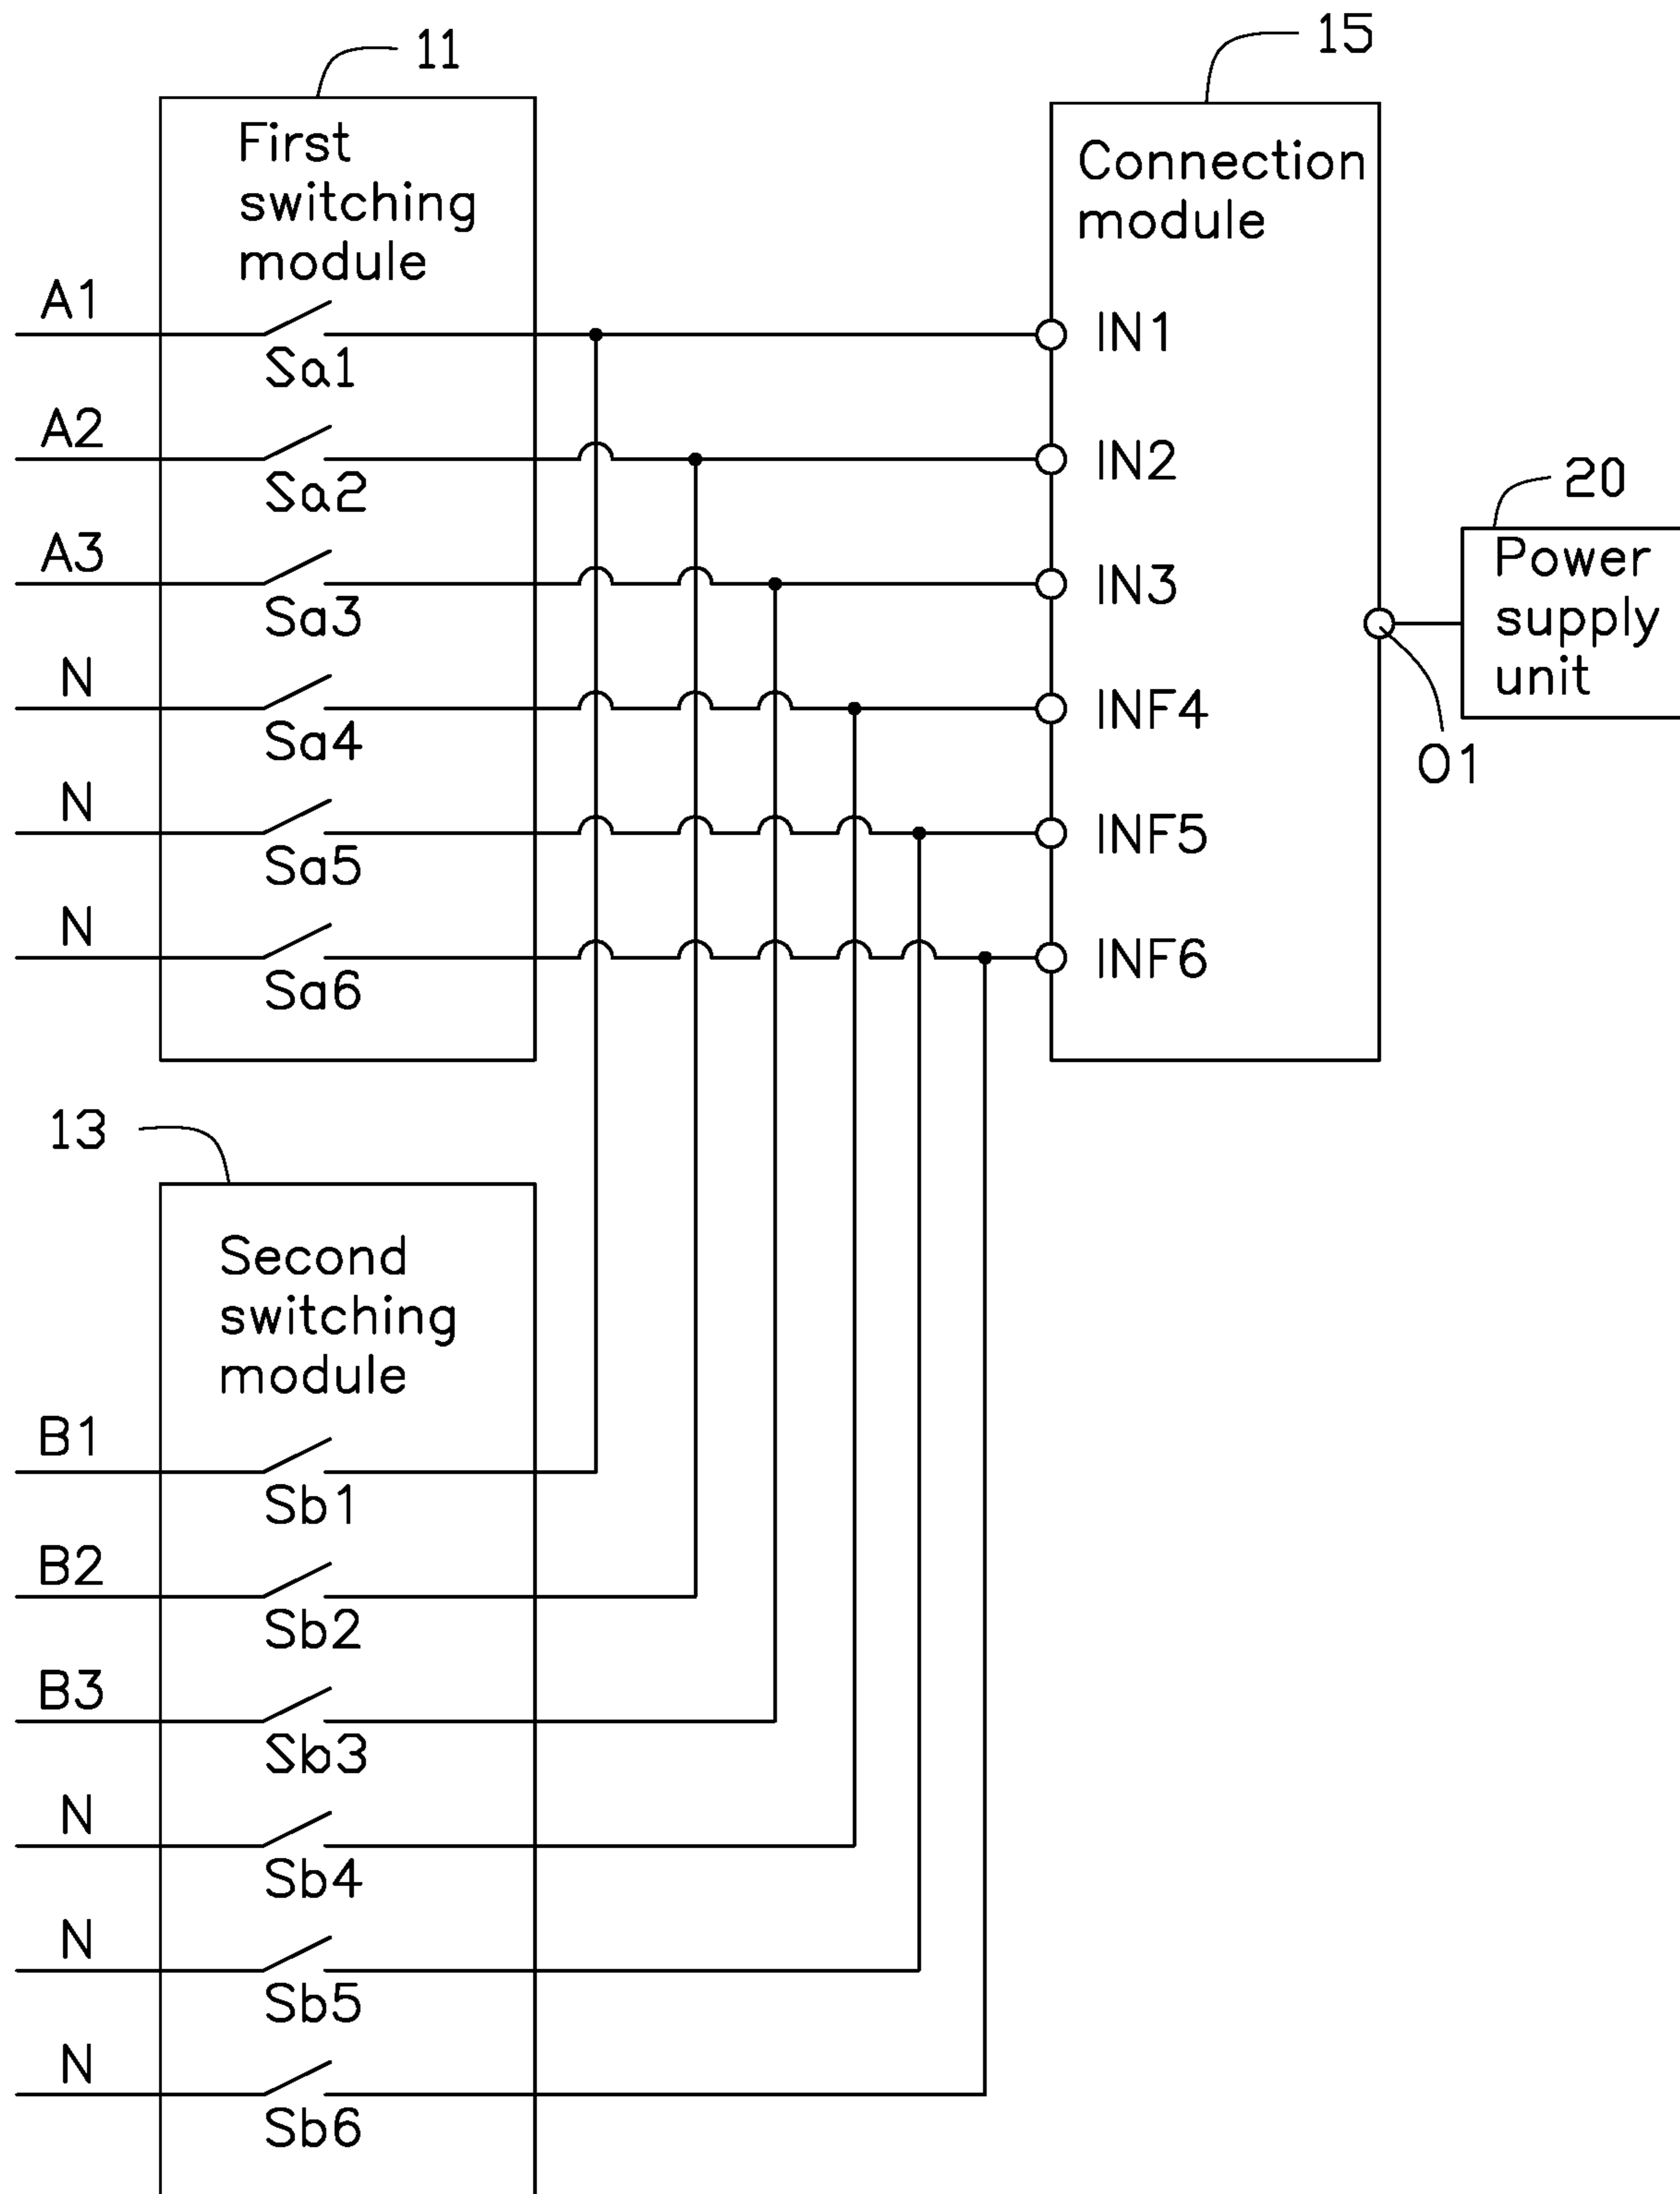 11
15
First
switching
module
Connection
module
A1
Sa1
IN1
A2
Sa2
IN2
20
A3
Sa3
IN3
Power
supply
unit
N
Sa4
INF4
O1
N
Sa5
INF5
N
Sa6
INF6
13
Second
switching
module
B1
Sb1
B2
Sb2
B3
Sb3
N
Sb4
N
Sb5
N
Sb6